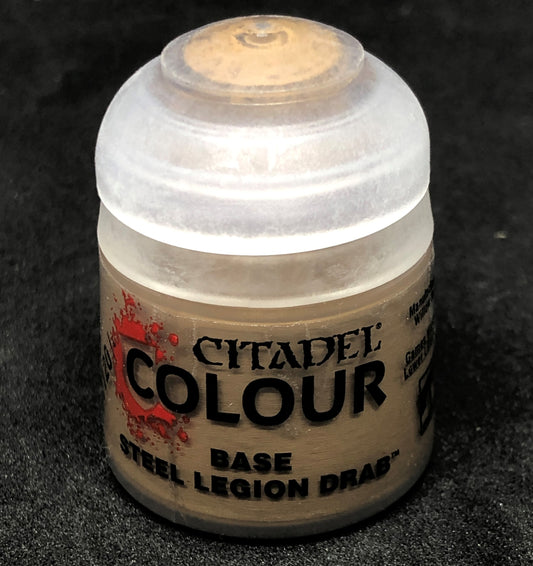 CITADEL
COLOUR
BASE
STEEL LEGION DRAB™